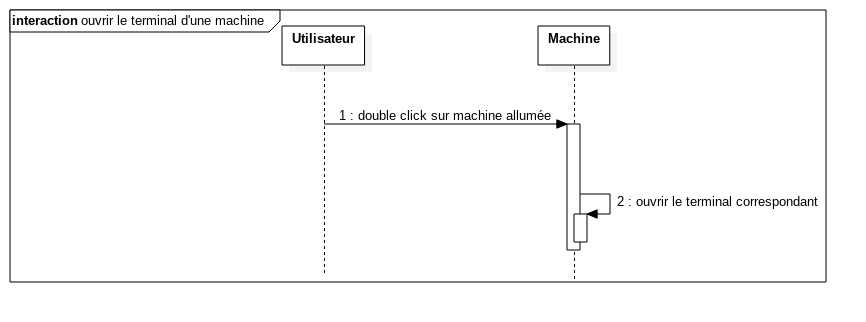 interaction ouvrir le terminal d'une machine
Utilisateur
Machine
1 : double click sur machine allumée
2 : ouvrir le terminal correspondant